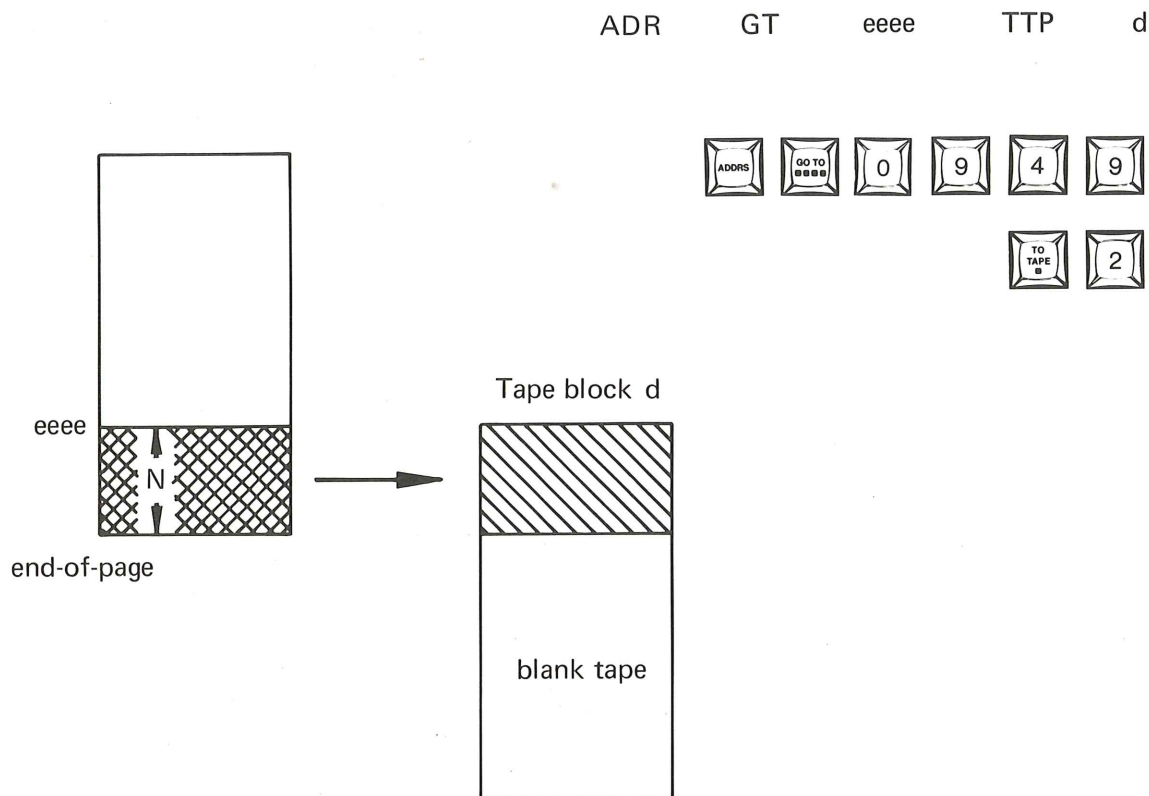 ADR GT eeee TTP d
ADDRS GO TO 0 9 4 9
TO TAPE 2
Tape block d
eeee
N
end-of-page
blank tape